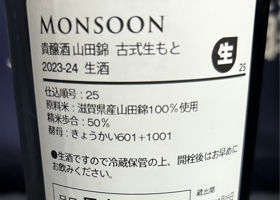 MONSOON
貴醸酒 山田錦 古式生もと
2023-24 生酒
生
25
仕込順号：25
原料米：滋賀県産山田錦100％使用
精米歩合：50%
酵母：きょうかい601+1001
●生酒ですので冷蔵保管の上、開栓後はお早めに
お飲みください。
蔵出期